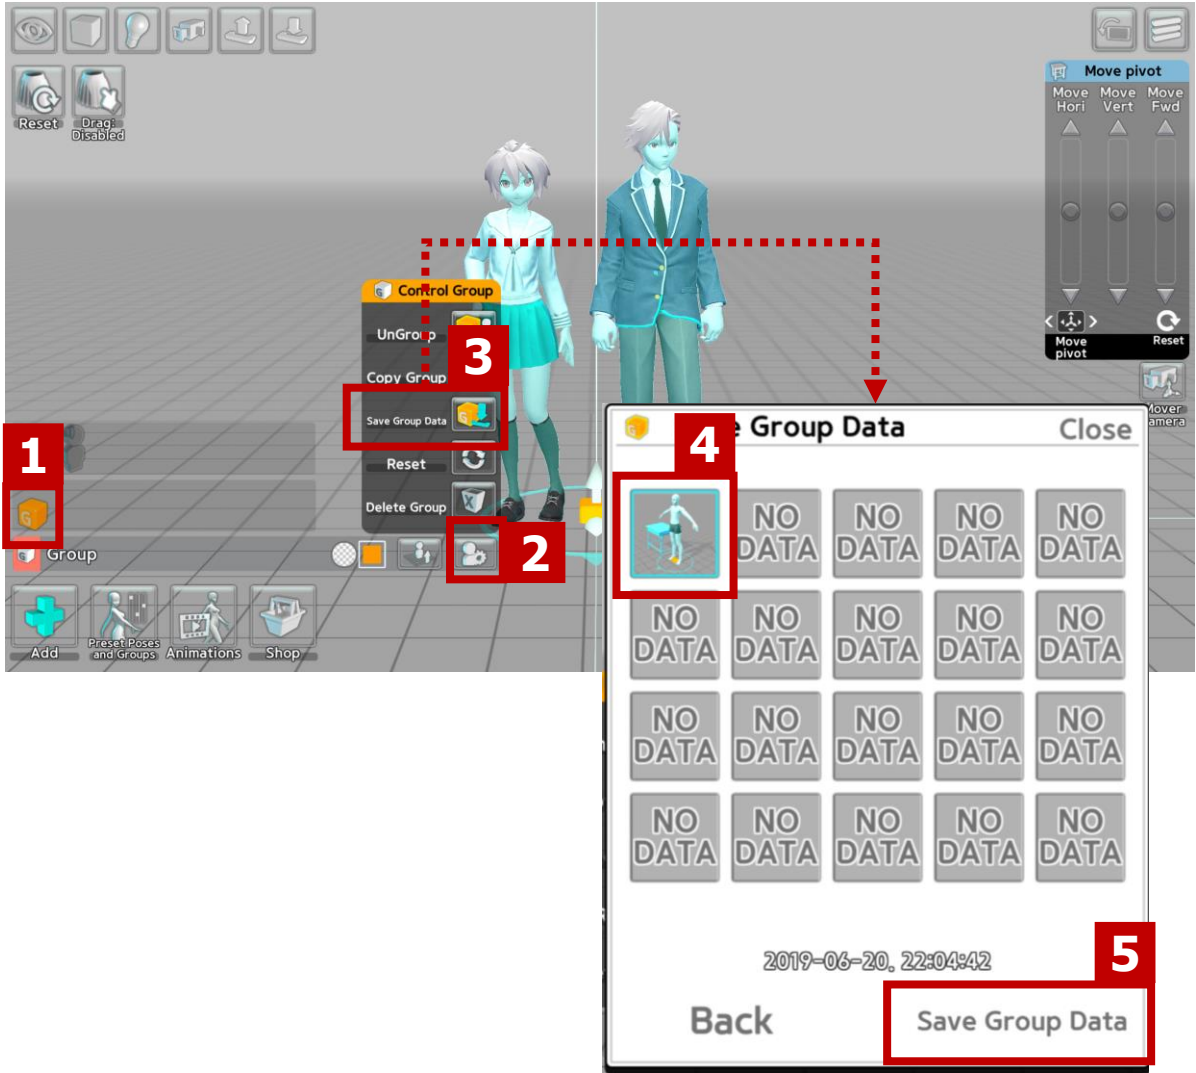 Reset
Drag:
Disabled
Move pivot
Move
Hori
Move
Vert
Move
Fwd
Move
pivot
Reset
Mover
amera
Control Group
UnGroup
Copy Group
3
Save Group Data
Reset
Delete Group
1
2
Group
Add
Preset Poses
and Groups
Animations
Shop
4
e Group Data
Close
NO
DATA
NO
DATA
NO
DATA
NO
DATA
NO
DATA
NO
DATA
NO
DATA
NO
DATA
NO
DATA
NO
DATA
NO
DATA
NO
DATA
NO
DATA
NO
DATA
NO
DATA
NO
DATA
NO
DATA
NO
DATA
NO
DATA
2019-06-20, 22:04:42
5
Back
Save Group Data